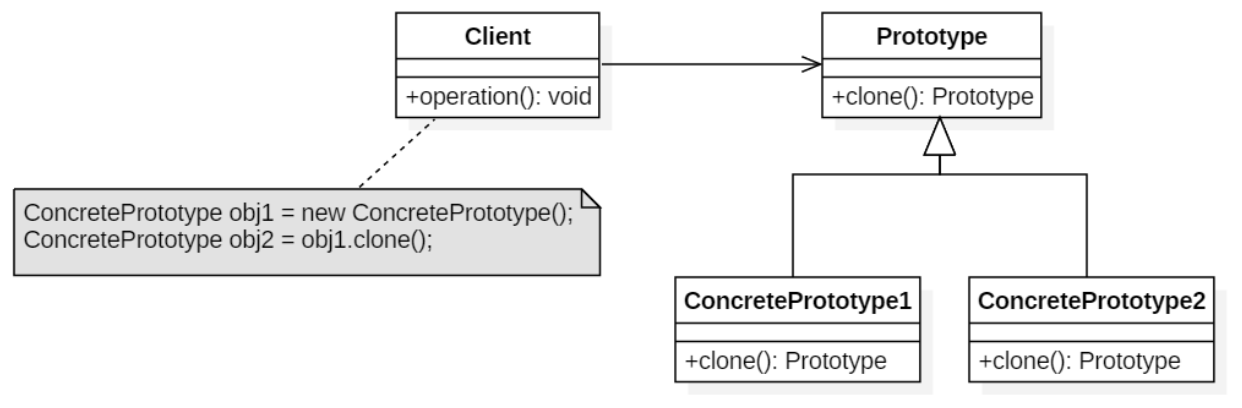 Client
+operation(): void
Prototype
+clone(): Prototype
ConcretePrototype obj1 = new ConcretePrototype();
ConcretePrototype obj2 = obj1.clone();
ConcretePrototype1
+clone(): Prototype
ConcretePrototype2
+clone(): Prototype